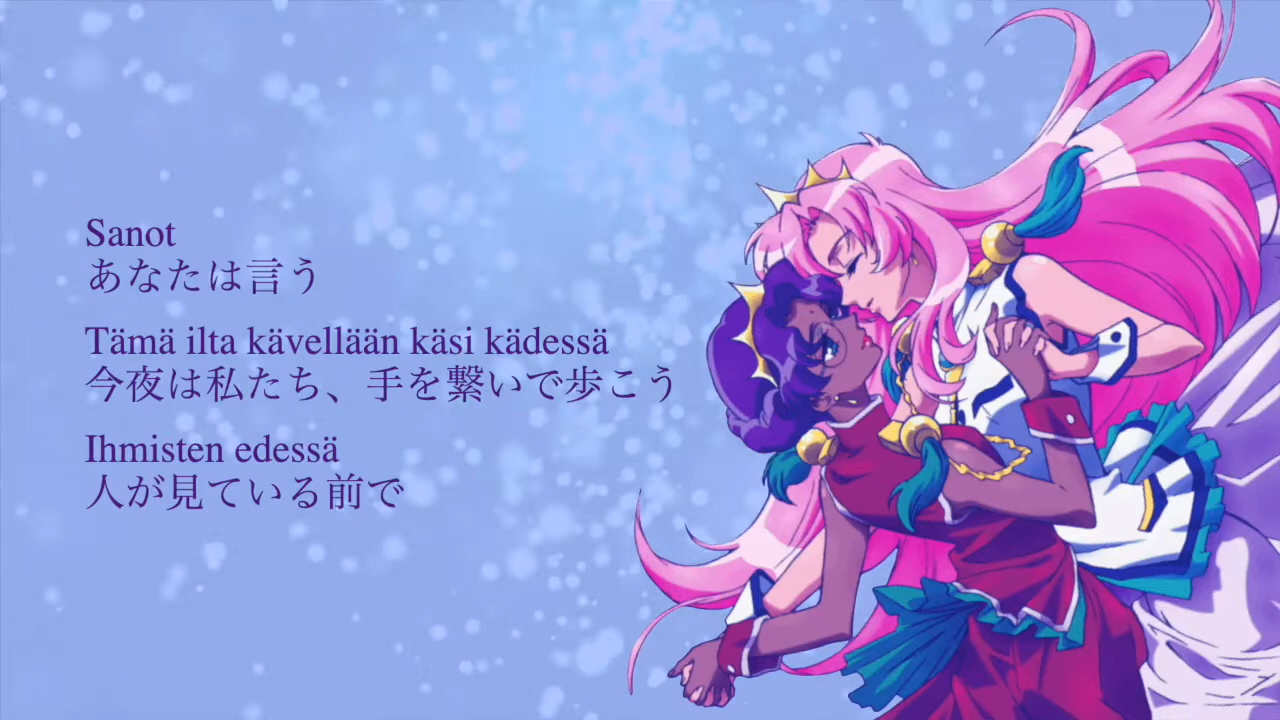 Sanot
あなたは言う
Tämä ilta kävellään käsi kädessä
今夜は私たち、手を繋いで歩こう
Ihmisten edessä
人が見ている前で